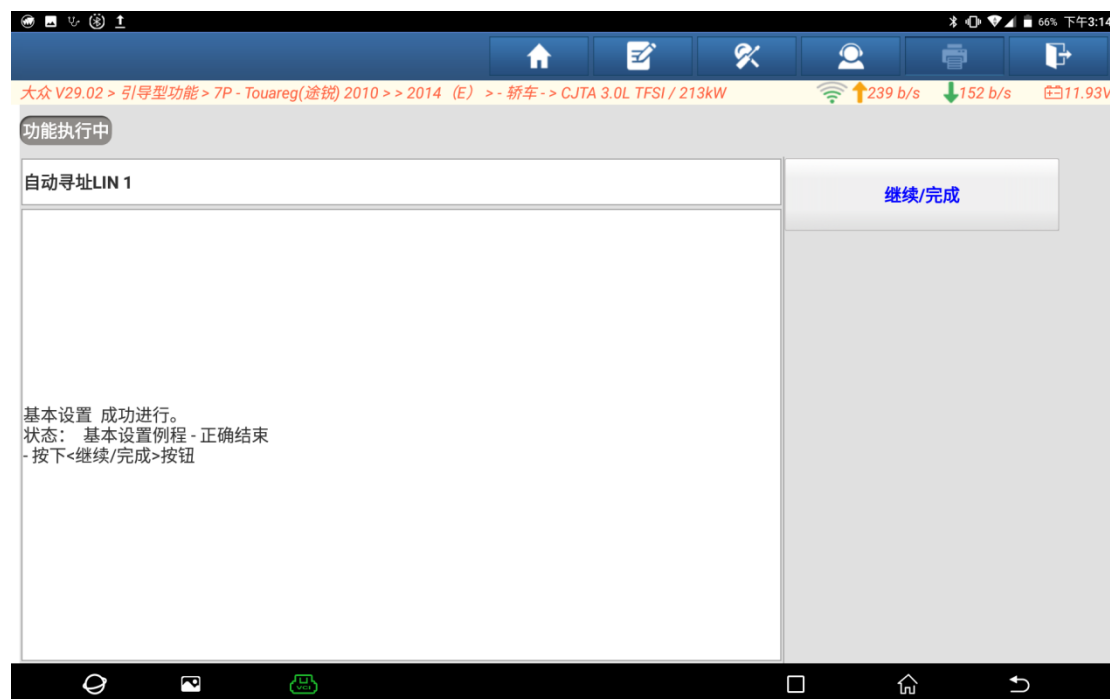 66% 下午3:14
大众 V29.02 > 引导型功能 > 7P - Touareg(途锐) 2010 > > 2014（E） > - 轿车 - > CJTA 3.0L TFSI / 213kW
239 b/s
152 b/s
11.93V
功能执行中
自动寻址LIN 1
继续/完成
基本设置 成功进行。
状态： 基本设置例程 - 正确结束
- 按下<继续/完成>按钮
VCI